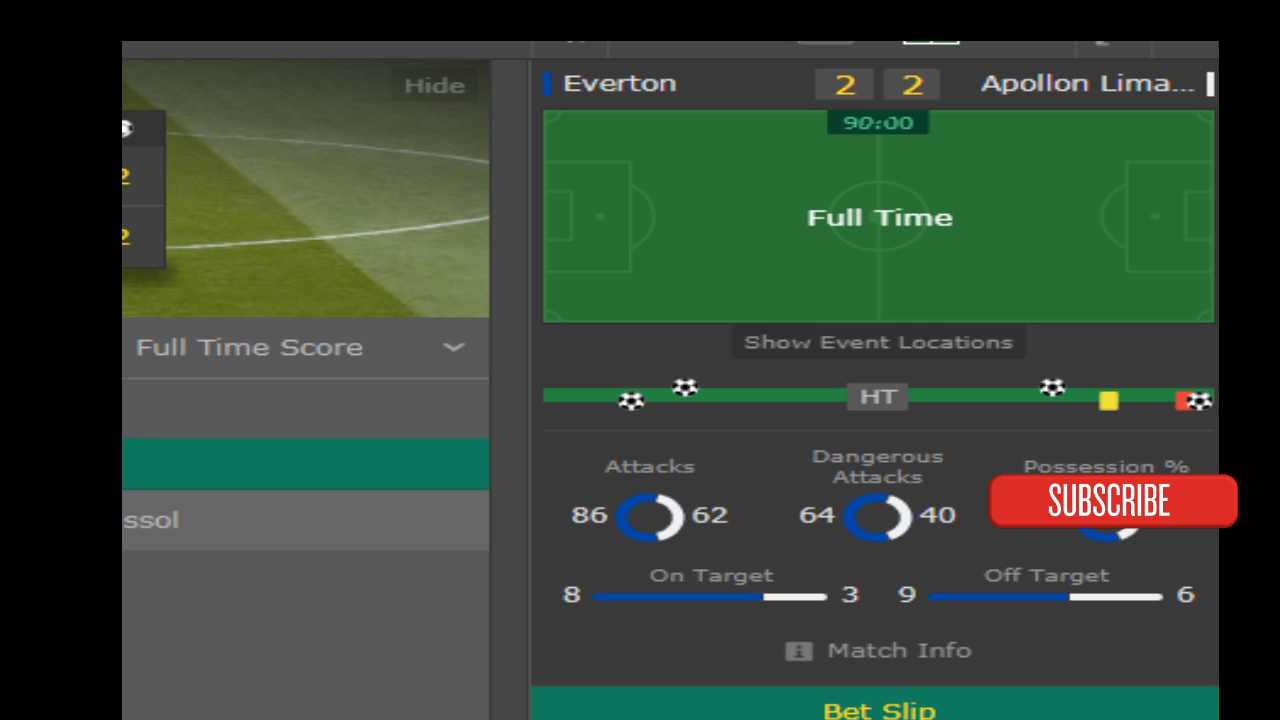 Hide
2
2
Full Time Score
ssol
Everton 2 2 Apollon Lima...
90:00
Full Time
Show Event Locations
HT
Attacks
86 62
Dangerous
Attacks
64 40
Possession %
SUBSCRIBE
On Target
8 3
Off Target
9 6
i Match Info
Bet Slip